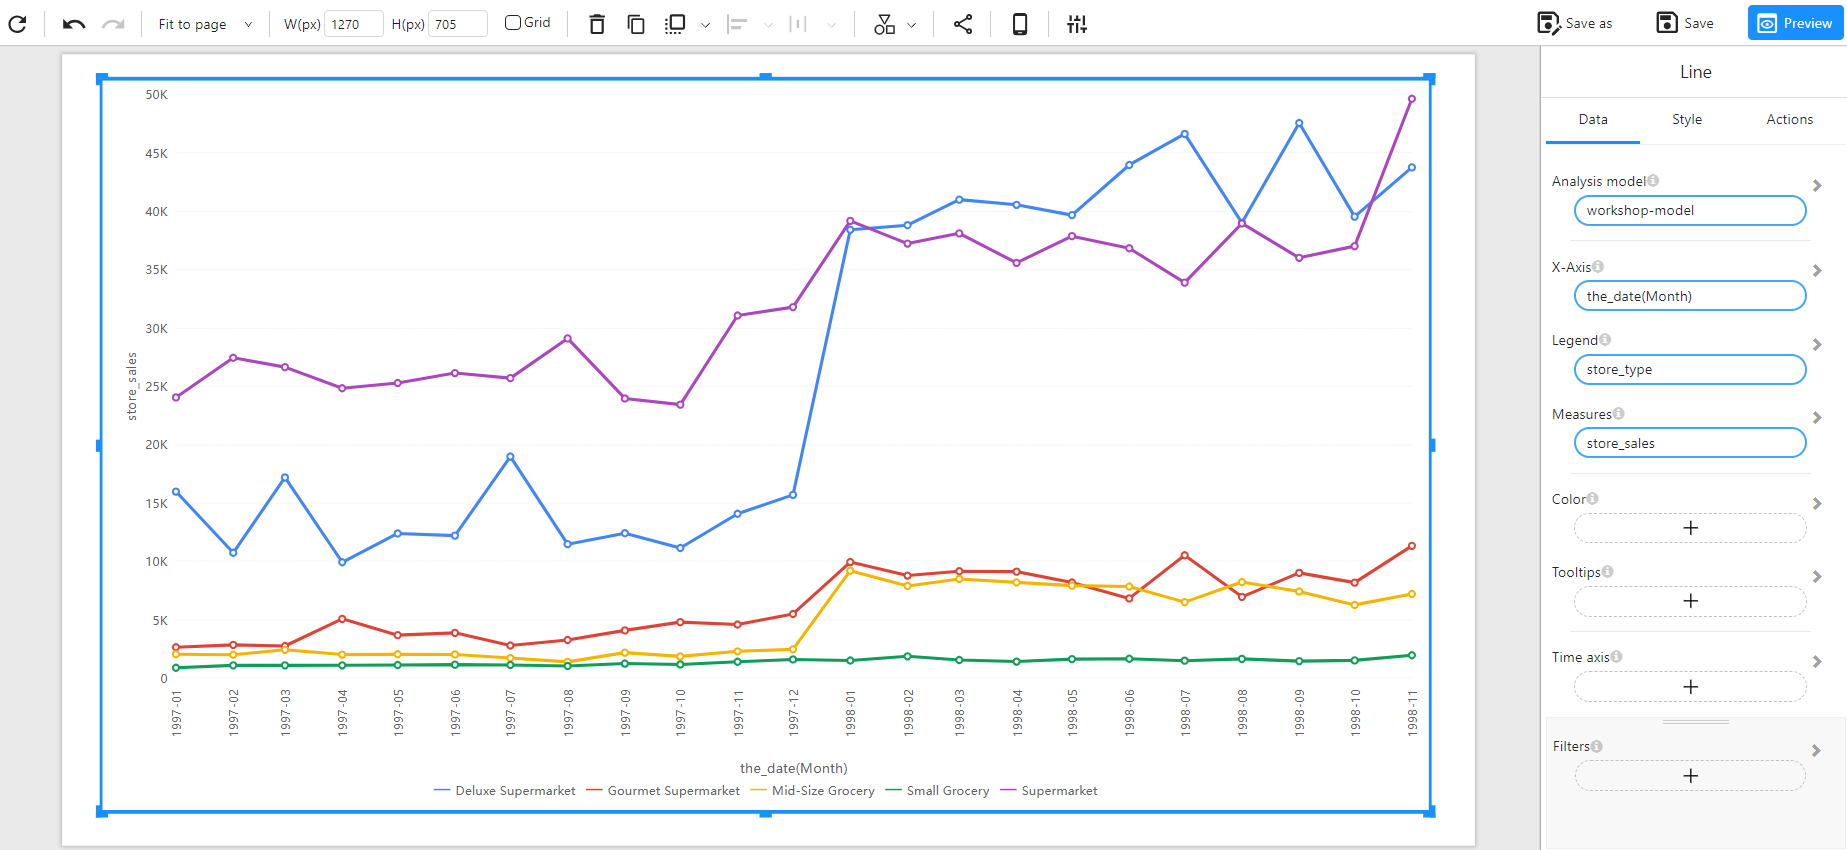 Fit to page
W(px) 1270 H(px) 705 Grid
Save as
Save
Preview
50K
45K
40K
35K
30K
25K
20K
15K
10K
5K
0
store_sales
1997-01
1997-02
1997-03
1997-04
1997-05
1997-06
1997-07
1997-08
1997-09
1997-10
1997-11
1997-12
1998-01
1998-02
1998-03
1998-04
1998-05
1998-06
1998-07
1998-08
1998-09
1998-10
1998-11
the_date(Month)
Deluxe Supermarket Gourmet Supermarket Mid-Size Grocery Small Grocery Supermarket
Line
Data Style Actions
Analysis model
workshop-model
X-Axis
the_date(Month)
Legend
store_type
Measures
store_sales
Color
Tooltips
Time axis
Filters